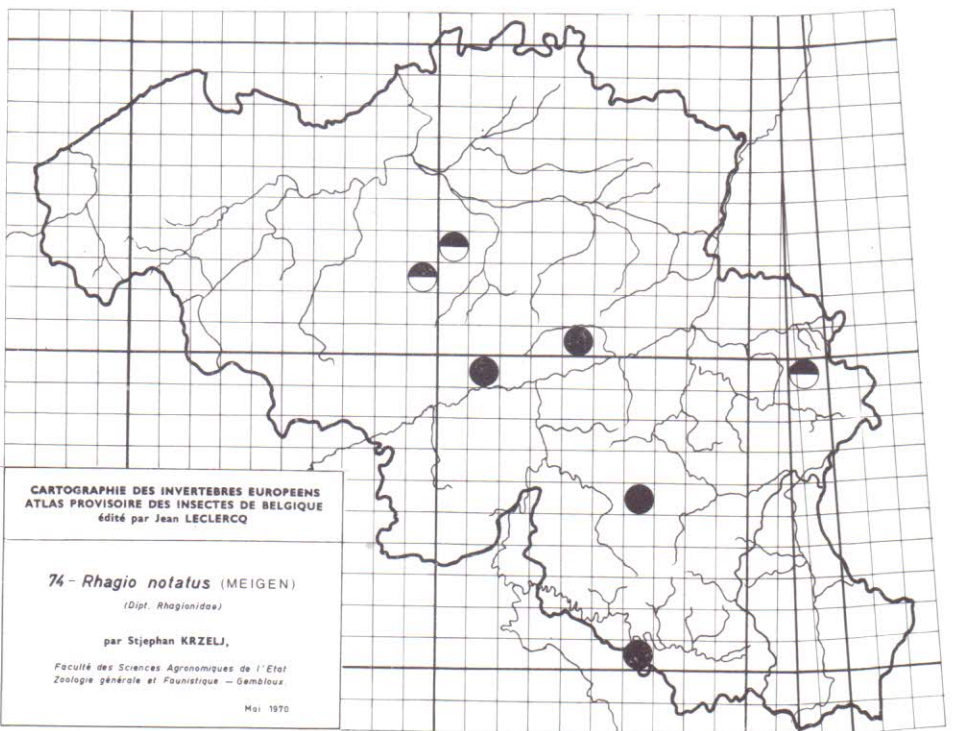 CARTOGRAPHIE DES INVERTEBRES EUROPEENS
ATLAS PROVISOIRE DES INSECTES DE BELGIQUE
édité par Jean LECLERCQ
74 - Rhagio notatus (MEIGEN)
(Dipt. Rhagionidae)
par Stjephan KRZELJ,
Faculté des Sciences Agronomiques de l'Etat
Zoologie générale et Faunistique — Gembloux.
Mai 1970